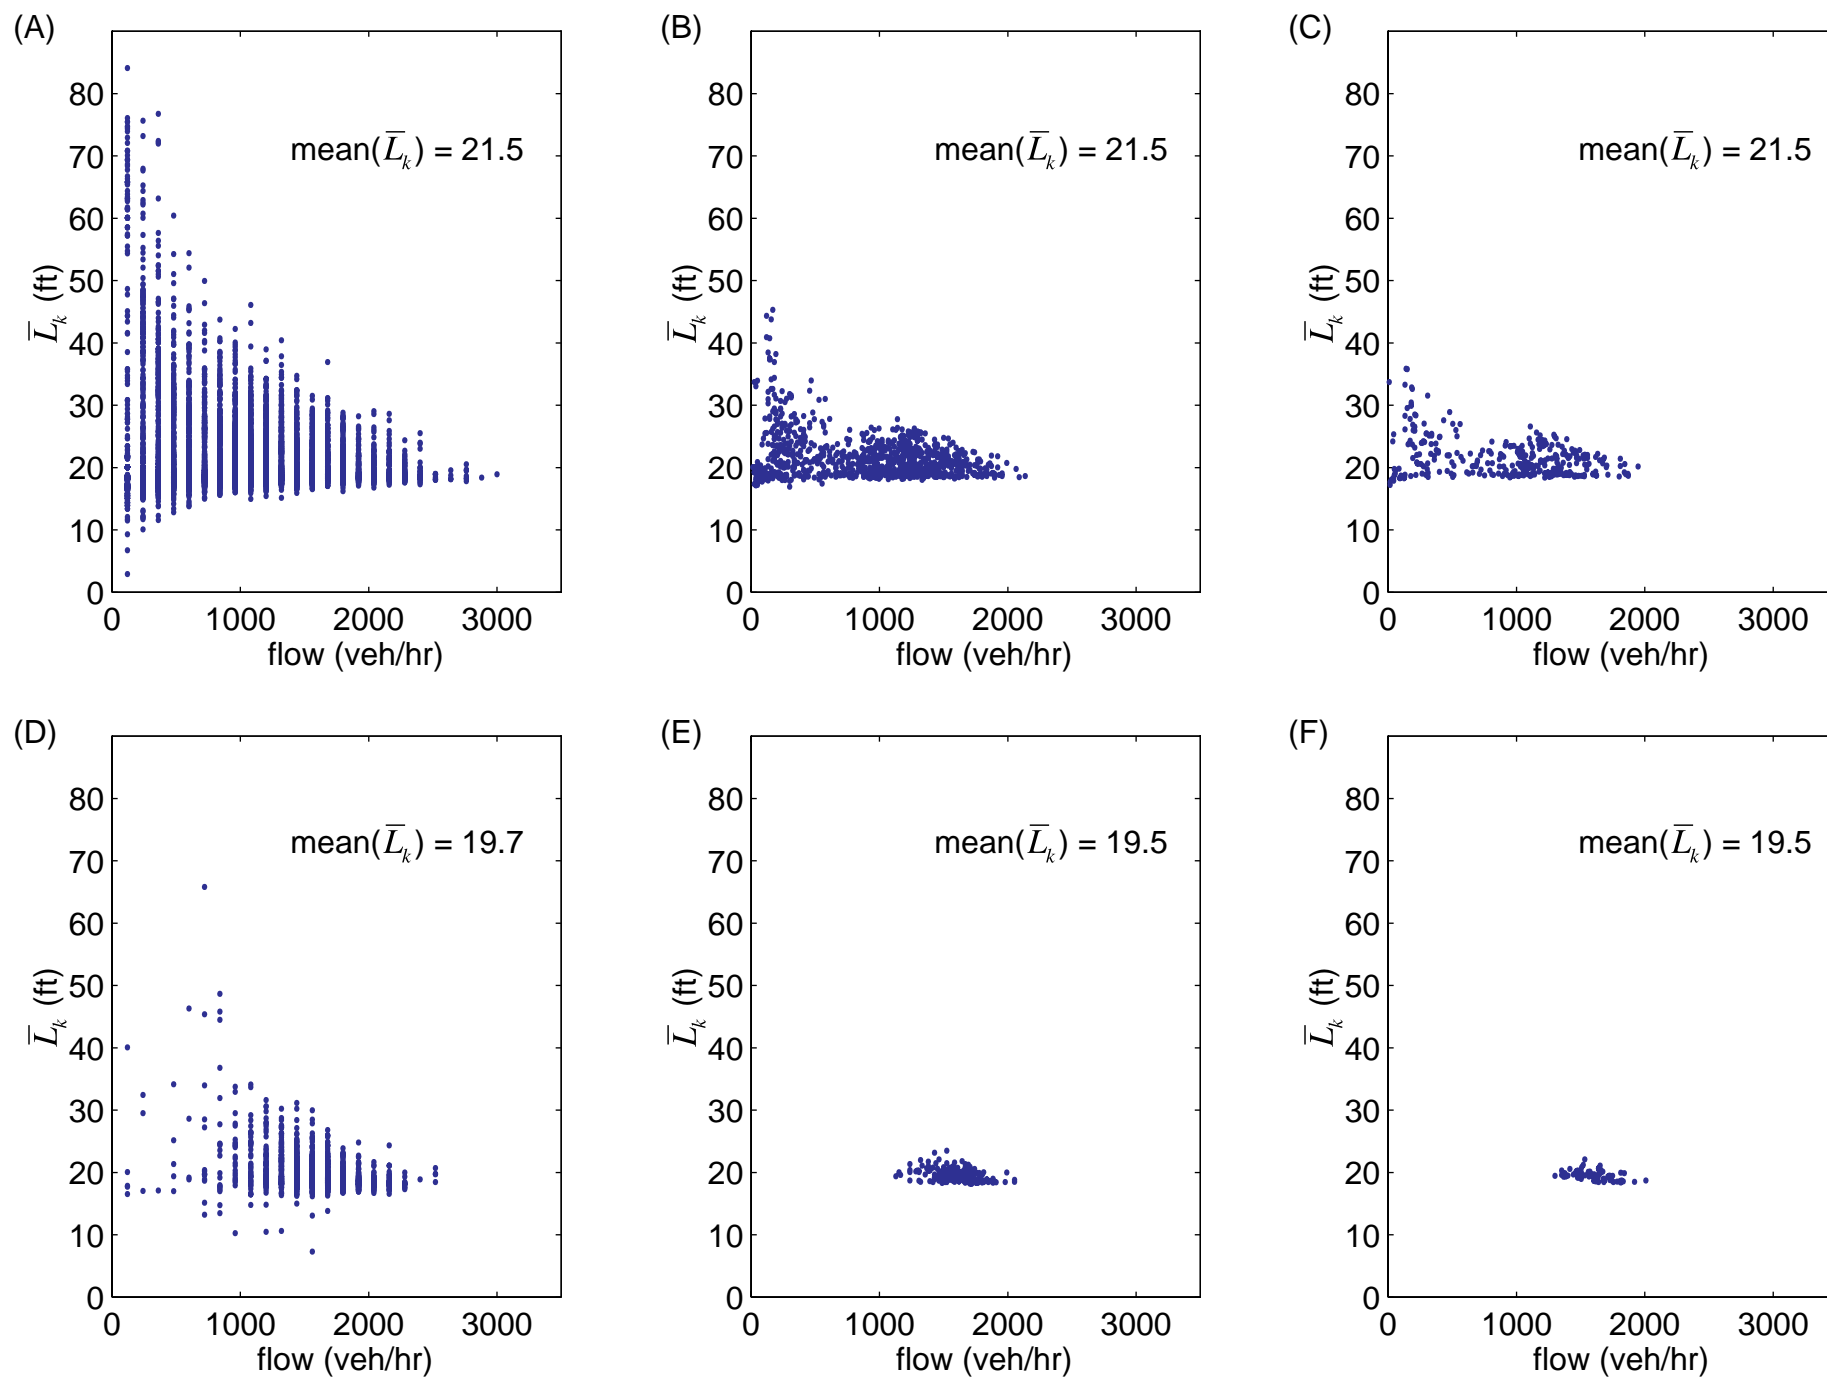 (A)
80
70
60
50
40
30
20
10
0
L̅k (ft)
mean(L̅k) = 21.5
0 1000 2000 3000
flow (veh/hr)
(B)
80
70
60
50
40
30
20
10
0
L̅k (ft)
mean(L̅k) = 21.5
0 1000 2000 3000
flow (veh/hr)
(C)
80
70
60
50
40
30
20
10
0
L̅k (ft)
mean(L̅k) = 21.5
0 1000 2000 3000
flow (veh/hr)
(D)
80
70
60
50
40
30
20
10
0
L̅k (ft)
mean(L̅k) = 19.7
0 1000 2000 3000
flow (veh/hr)
(E)
80
70
60
50
40
30
20
10
0
L̅k (ft)
mean(L̅k) = 19.5
0 1000 2000 3000
flow (veh/hr)
(F)
80
70
60
50
40
30
20
10
0
L̅k (ft)
mean(L̅k) = 19.5
0 1000 2000 3000
flow (veh/hr)